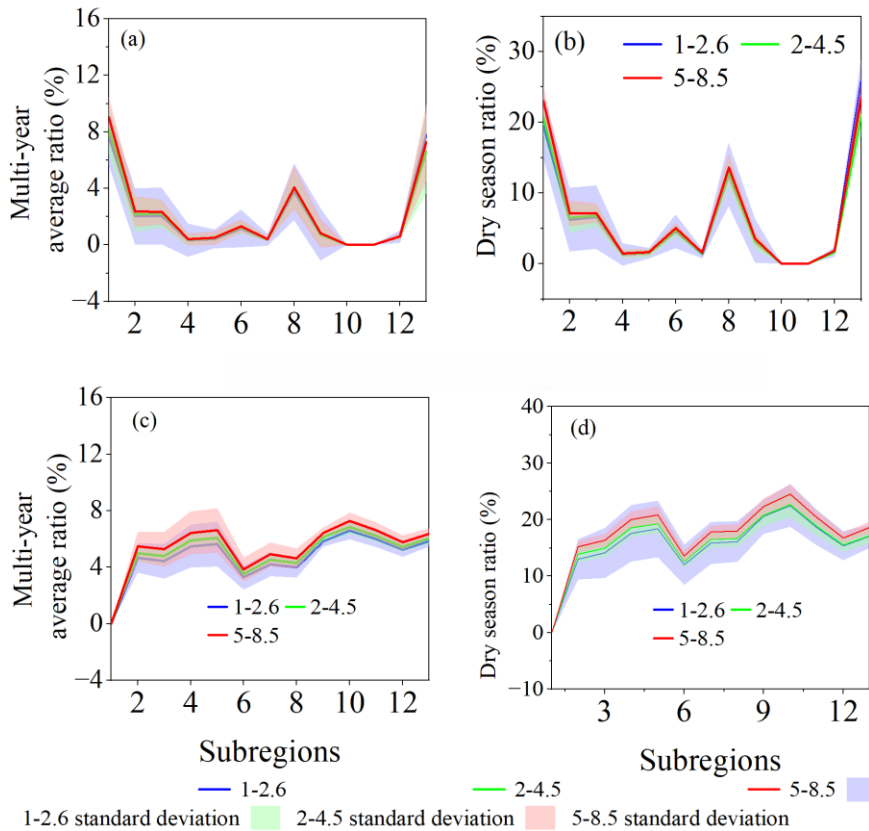 (a)
16
12
8
4
0
−4
2 4 6 8 10 12
Multi-year
average ratio (%)
(b)
1-2.6 2-4.5
5-8.5
30
20
10
0
2 4 6 8 10 12
Dry season ratio (%)
(c)
16
12
8
4
0
−4
1-2.6 2-4.5
5-8.5
2 4 6 8 10 12
Multi-year
average ratio (%)
Subregions
(d)
40
30
20
10
0
−10
1-2.6 2-4.5
5-8.5
3 6 9 12
Dry season ratio (%)
Subregions
1-2.6 2-4.5 5-8.5
1-2.6 standard deviation 2-4.5 standard deviation 5-8.5 standard deviation